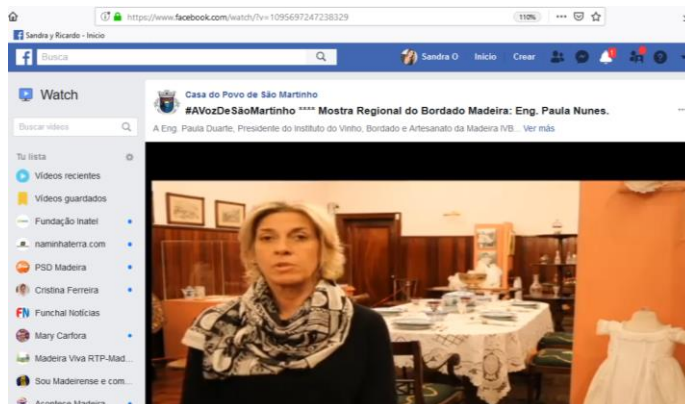 https://www.facebook.com/watch/?v=1095697247238329
110%
Sandra y Ricardo - Inicio
Busca
Sandra O
Inicio
Crear
Watch
Buscar videos
Tu lista
Vídeos recientes
Vídeos guardados
Fundação Inatel
naminhaterra.com
PSD Madeira
Cristina Ferreira
FN Funchal Notícias
Mary Carfora
Madeira Viva RTP-Mad...
Sou Madeirense e com...
Acontece Madeira
Casa do Povo de São Martinho
#AVozDeSãoMartinho **** Mostra Regional do Bordado Madeira: Eng. Paula Nunes.
A Eng. Paula Duarte, Presidente do Instituto do Vinho, Bordado e Artesanato da Madeira IVB... Ver más